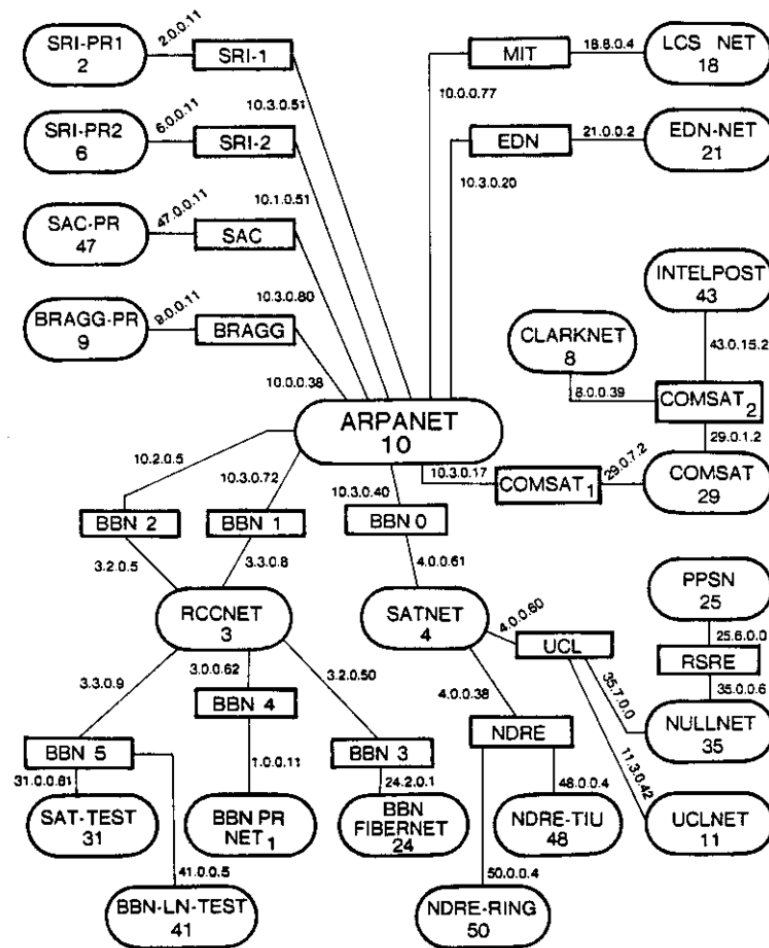 SRI-PR1
2
2.0.0.11
SRI-1
10.3.0.51
MIT
18.8.0.4
LCS NET
18
10.0.0.77
SRI-PR2
6
6.0.0.11
SRI-2
10.1.0.51
EDN
21.0.0.2
EDN-NET
21
10.3.0.20
SAC-PR
47
47.0.0.11
SAC
10.3.0.80
INTELPOST
43
43.0.15.2
BRAGG-PR
9
9.0.0.11
BRAGG
10.0.0.38
CLARKNET
8
8.0.0.39
COMSAT2
29.0.1.2
ARPANET
10
10.2.0.5
10.3.0.72
10.3.0.40
10.3.0.17
COMSAT1
29.0.7.2
COMSAT
29
BBN 2
BBN 1
BBN 0
3.2.0.5
3.3.0.8
4.0.0.61
RCCNET
3
SATNET
4
4.0.0.60
UCL
PPSN
25
25.6.0.0
RSRE
35.0.0.6
35.7.0.0
NULLNET
35
11.3.0.42
UCLNET
11
3.3.0.9
3.0.0.62
3.2.0.50
4.0.0.38
BBN 5
BBN 4
BBN 3
NDRE
31.0.0.61
1.0.0.11
24.2.0.1
48.0.0.4
SAT-TEST
31
BBN PR
NET1
BBN
FIBERNET
24
NDRE-TIU
48
41.0.0.5
50.0.0.4
BBN-LN-TEST
41
NDRE-RING
50